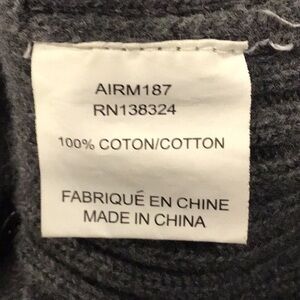 AIRM187
RN138324
100% COTON/COTTON
FABRIQUÉ EN CHINE
MADE IN CHINA